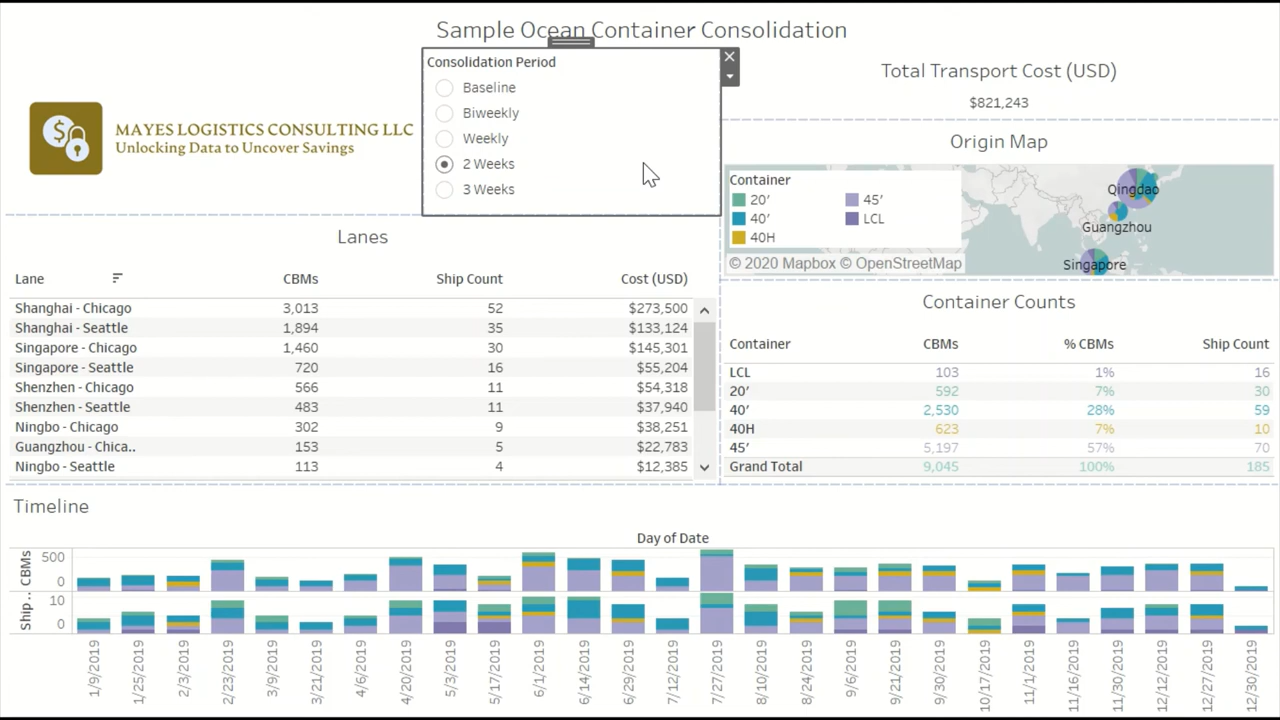 Sample Ocean Container Consolidation
MAYES LOGISTICS CONSULTING LLC
Unlocking Data to Uncover Savings
Consolidation Period
Baseline
Biweekly
Weekly
2 Weeks
3 Weeks
Total Transport Cost (USD)
$821,243
Origin Map
Container
20' 45'
40' LCL
40H
Qingdao
Guangzhou
Singapore
© 2020 Mapbox © OpenStreetMap
Lanes
Lane CBMs Ship Count Cost (USD)
Shanghai - Chicago 3,013 52 $273,500
Shanghai - Seattle 1,894 35 $133,124
Singapore - Chicago 1,460 30 $145,301
Singapore - Seattle 720 16 $55,204
Shenzhen - Chicago 566 11 $54,318
Shenzhen - Seattle 483 11 $37,940
Ningbo - Chicago 302 9 $38,251
Guangzhou - Chica.. 153 5 $22,783
Ningbo - Seattle 113 4 $12,385
Container Counts
Container CBMs % CBMs Ship Count
LCL 103 1% 16
20' 592 7% 30
40' 2,530 28% 59
40H 623 7% 10
45' 5,197 57% 70
Grand Total 9,045 100% 185
Timeline
Day of Date
CBMs
500
0
Ship ..
10
0
1/9/2019
1/25/2019
2/3/2019
2/23/2019
3/9/2019
3/21/2019
4/6/2019
4/20/2019
5/3/2019
5/17/2019
6/1/2019
6/14/2019
6/29/2019
7/12/2019
7/27/2019
8/10/2019
8/24/2019
9/6/2019
9/21/2019
9/30/2019
10/17/2019
11/1/2019
11/16/2019
11/30/2019
12/12/2019
12/27/2019
12/30/2019